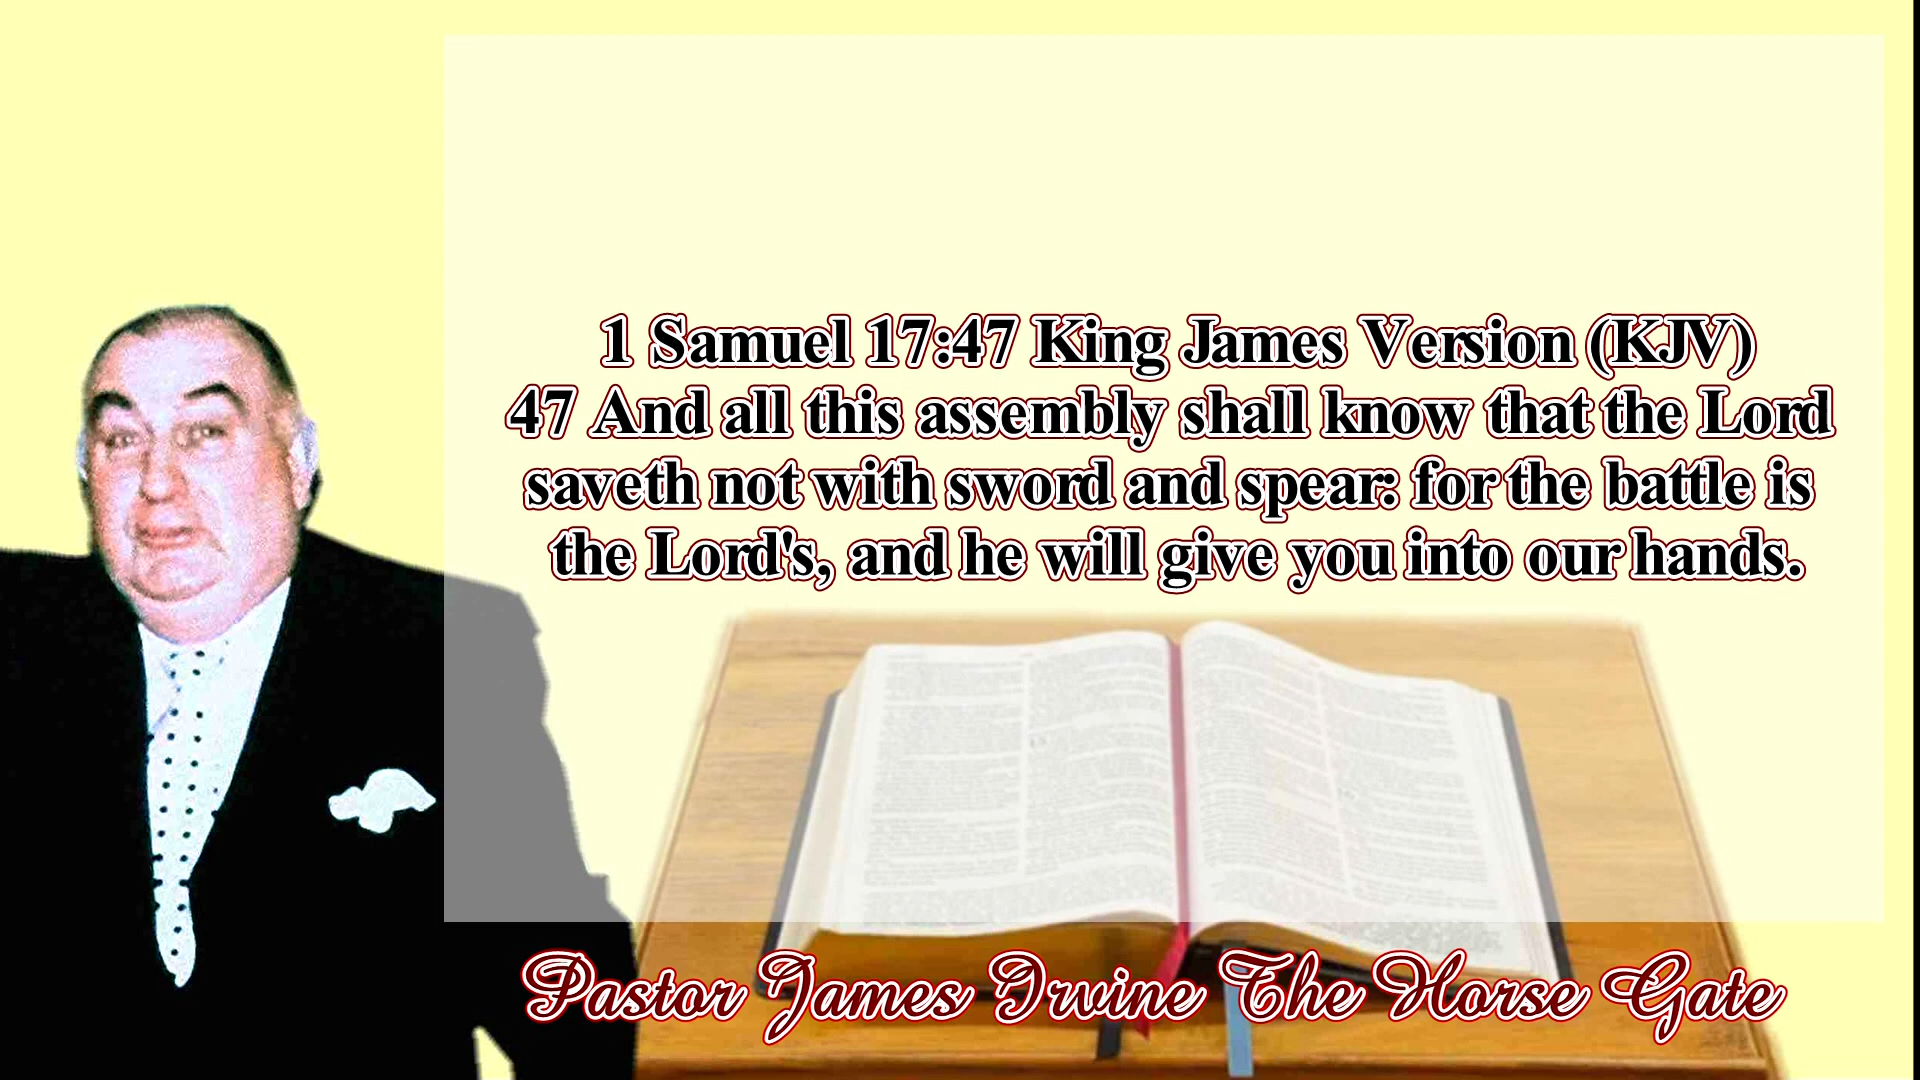 1 Samuel 17:47 King James Version (KJV)
47 And all this assembly shall know that the Lord
saveth not with sword and spear: for the battle is
the Lord's, and he will give you into our hands.
Pastor James Irvine The Horse Gate